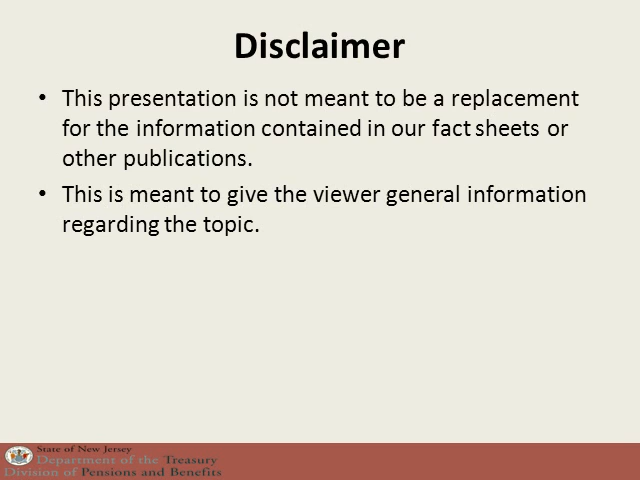 Disclaimer
• This presentation is not meant to be a replacement
for the information contained in our fact sheets or
other publications.
• This is meant to give the viewer general information
regarding the topic.
State of New Jersey
Department of the Treasury
Division of Pensions and Benefits